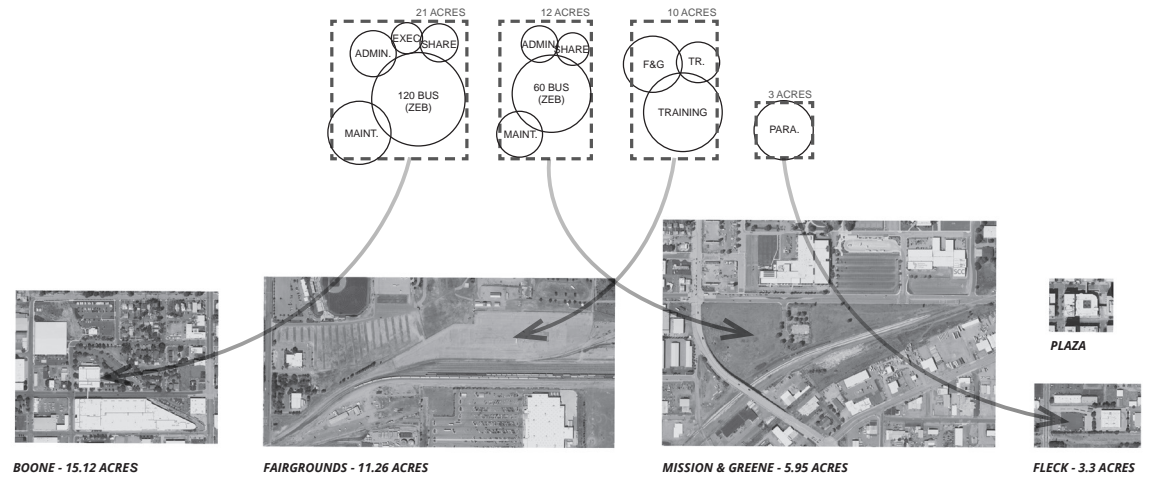 21 ACRES
12 ACRES
10 ACRES
EXEC
SHARE
ADMIN.
120 BUS
(ZEB)
MAINT.
ADMIN.
SHARE
60 BUS
(ZEB)
MAINT.
F&G
TR.
TRAINING
3 ACRES
PARA.
SCC
PLAZA
BOONE - 15.12 ACRES
FAIRGROUNDS - 11.26 ACRES
MISSION & GREENE - 5.95 ACRES
FLECK - 3.3 ACRES